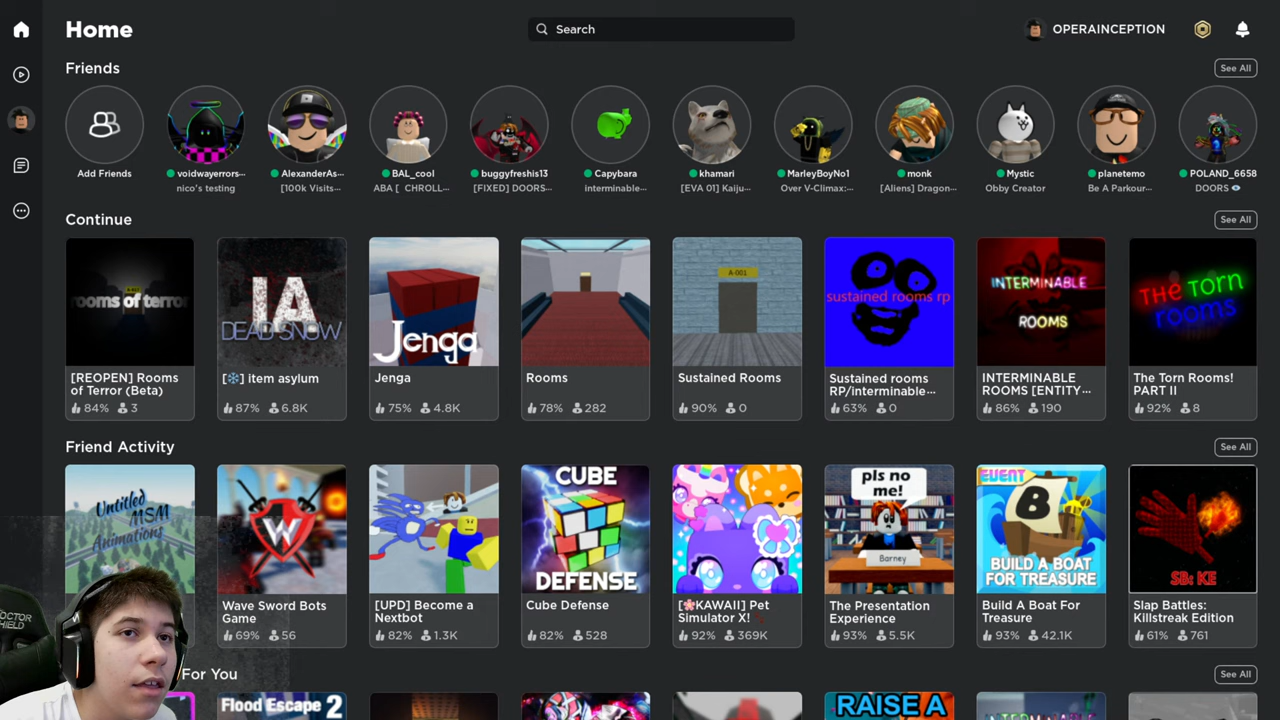 Home
Search
OPERAINCEPTION
Friends
See All
Add Friends
voidwayerrors...
nico's testing
AlexanderAs...
[100k Visits...
BAL_cool
ABA [ CHROLL...
buggyfreshis13
[FIXED] DOORS...
Capybara
interminable...
khamari
[EVA 01] Kaiju...
MarleyBoyNo1
Over V-Climax:...
monk
[Aliens] Dragon...
Mystic
Obby Creator
planetemo
Be A Parkour...
POLAND_6658
DOORS 👁
Continue
See All
rooms of terror
A-001
IA
DEAD SNOW
Jenga
A-001
sustained rooms rp
INTERMINABLE
ROOMS
THE TORN
rooms
[REOPEN] Rooms
of Terror (Beta)
84% 3
[❄️] item asylum
87% 6.8K
Jenga
75% 4.8K
Rooms
78% 282
Sustained Rooms
90% 0
Sustained rooms
RP/interminable...
63% 0
INTERMINABLE
ROOMS [ENTITY...
86% 190
The Torn Rooms!
PART II
92% 8
Friend Activity
See All
Untitled
MSM
Animations
W
CUBE
DEFENSE
pls no
me!
Barney
EVENT
B
BUILD A BOAT
FOR TREASURE
SB: KE
Wave Sword Bots
Game
69% 56
[UPD] Become a
Nextbot
82% 1.3K
Cube Defense
82% 528
[🌸KAWAII] Pet
Simulator X!
92% 369K
The Presentation
Experience
93% 5.5K
Build A Boat For
Treasure
93% 42.1K
Slap Battles:
Killstreak Edition
61% 761
For You
See All
Flood Escape 2
RAISE A
DOCTOR
SHIELD